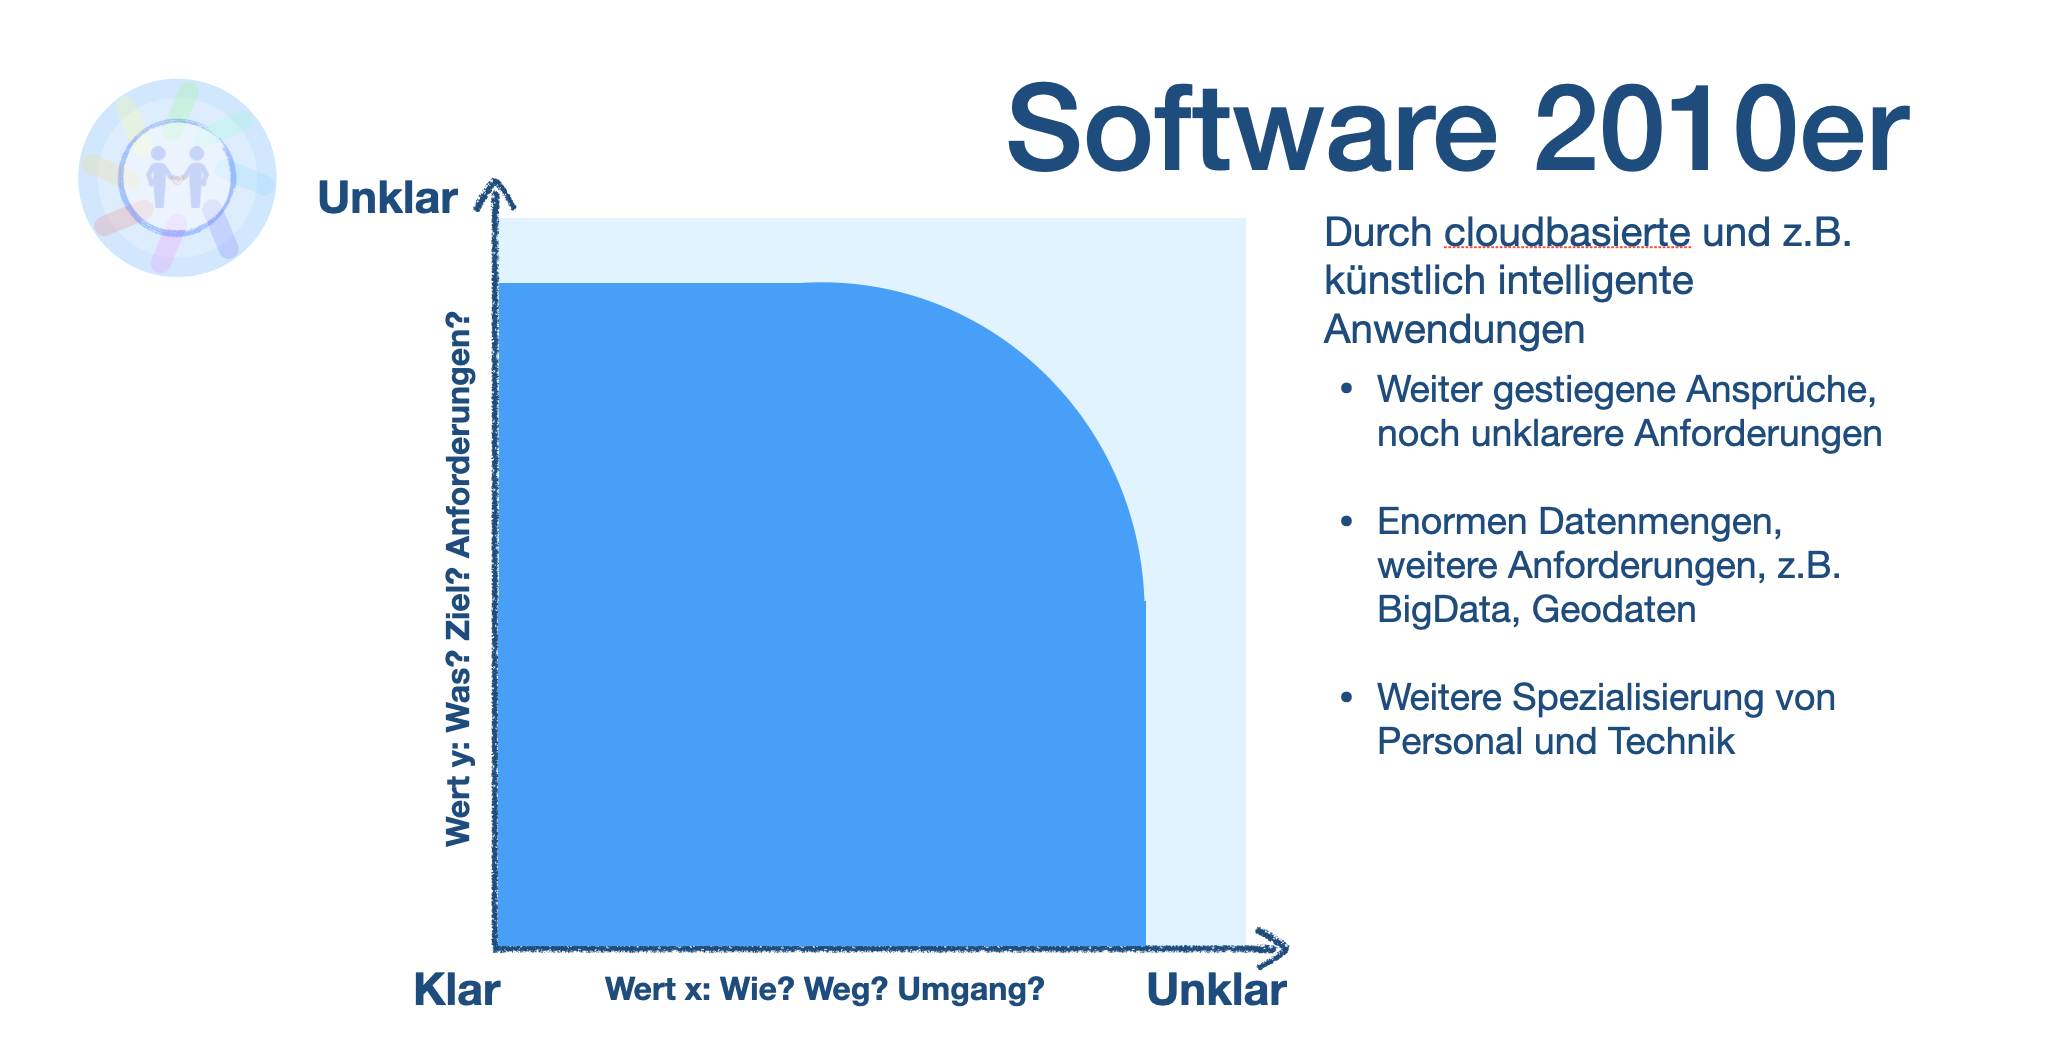 Software 2010er
Unklar
Wert y: Was? Ziel? Anforderungen?
Klar
Wert x: Wie? Weg? Umgang?
Unklar
Durch cloudbasierte und z.B.
künstlich intelligente
Anwendungen
• Weiter gestiegene Ansprüche,
noch unklarere Anforderungen
• Enormen Datenmengen,
weitere Anforderungen, z.B.
BigData, Geodaten
• Weitere Spezialisierung von
Personal und Technik